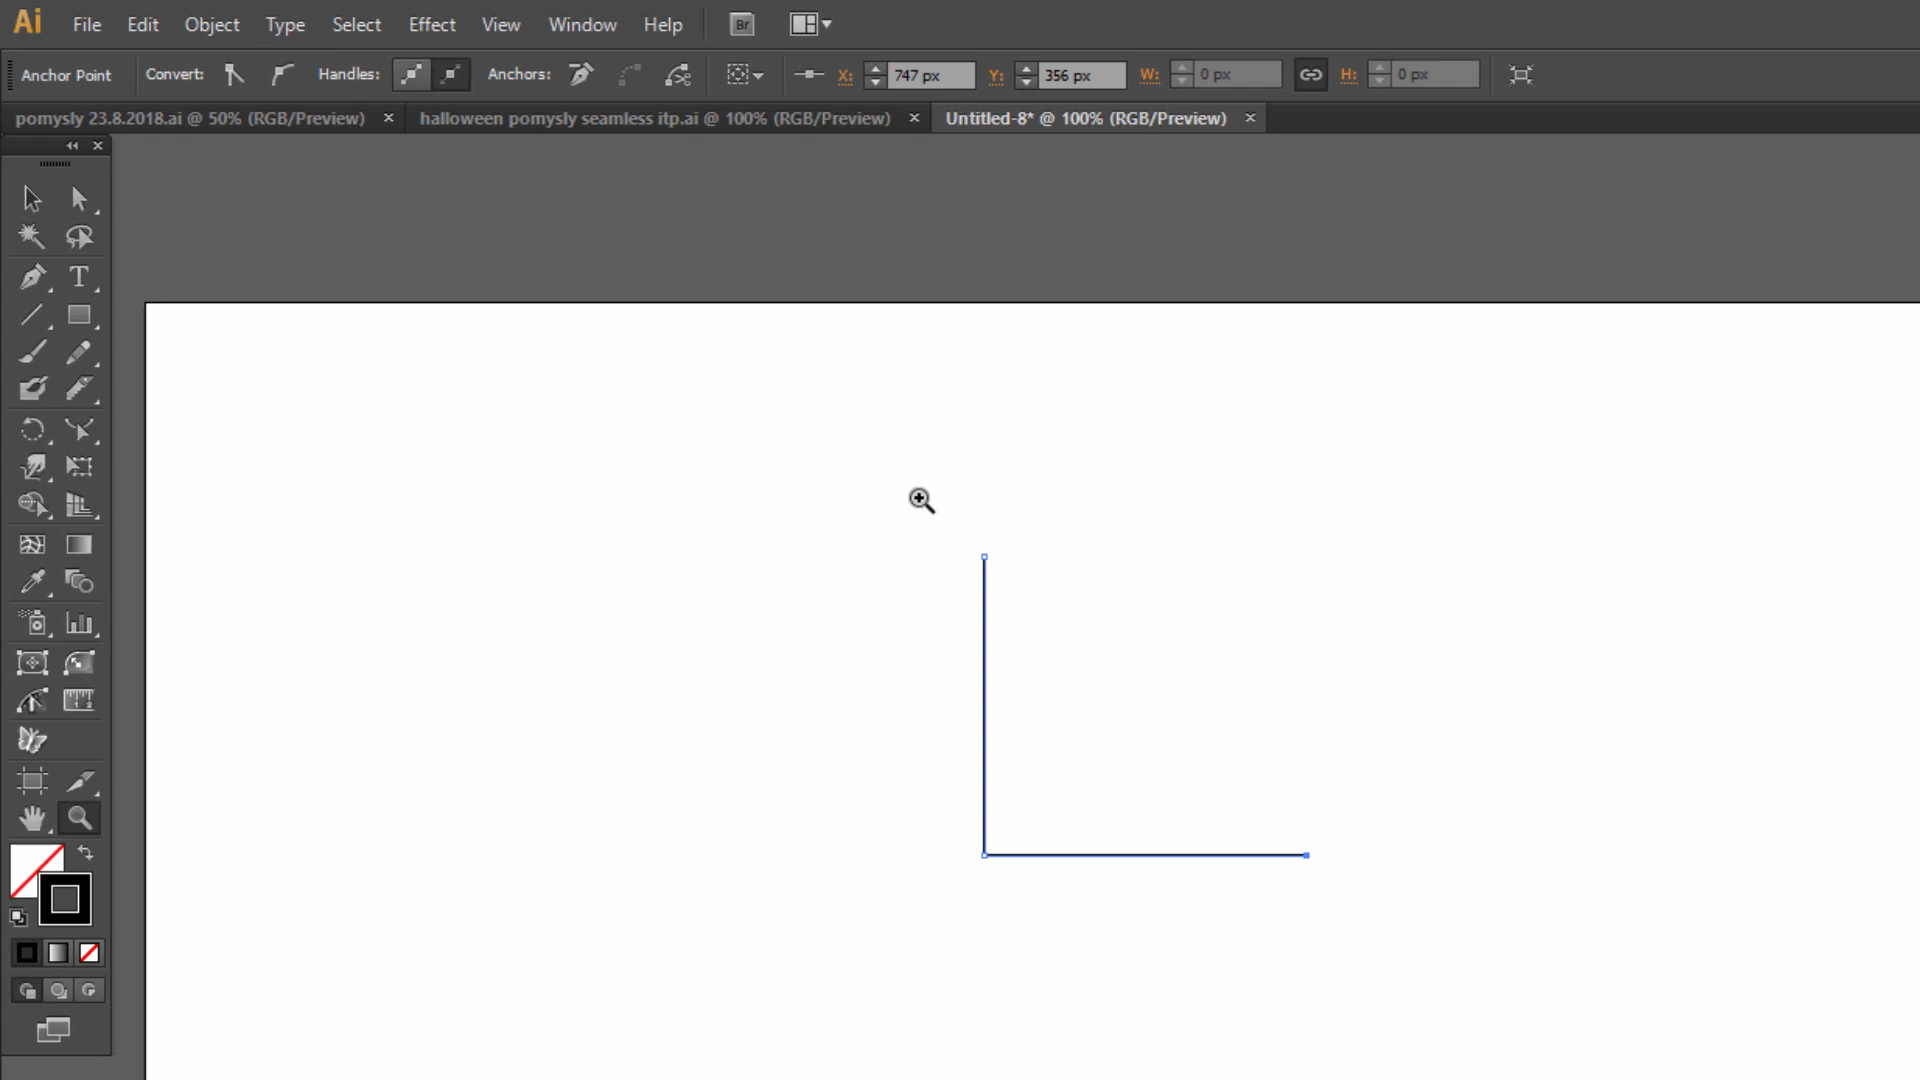 Ai File Edit Object Type Select Effect View Window Help Br
Anchor Point Convert: Handles: Anchors: X: 747 px Y: 356 px W: 0 px H: 0 px
pomysly 23.8.2018.ai @ 50% (RGB/Preview) × halloween pomysly seamless itp.ai @ 100% (RGB/Preview) × Untitled-8* @ 100% (RGB/Preview) ×
T